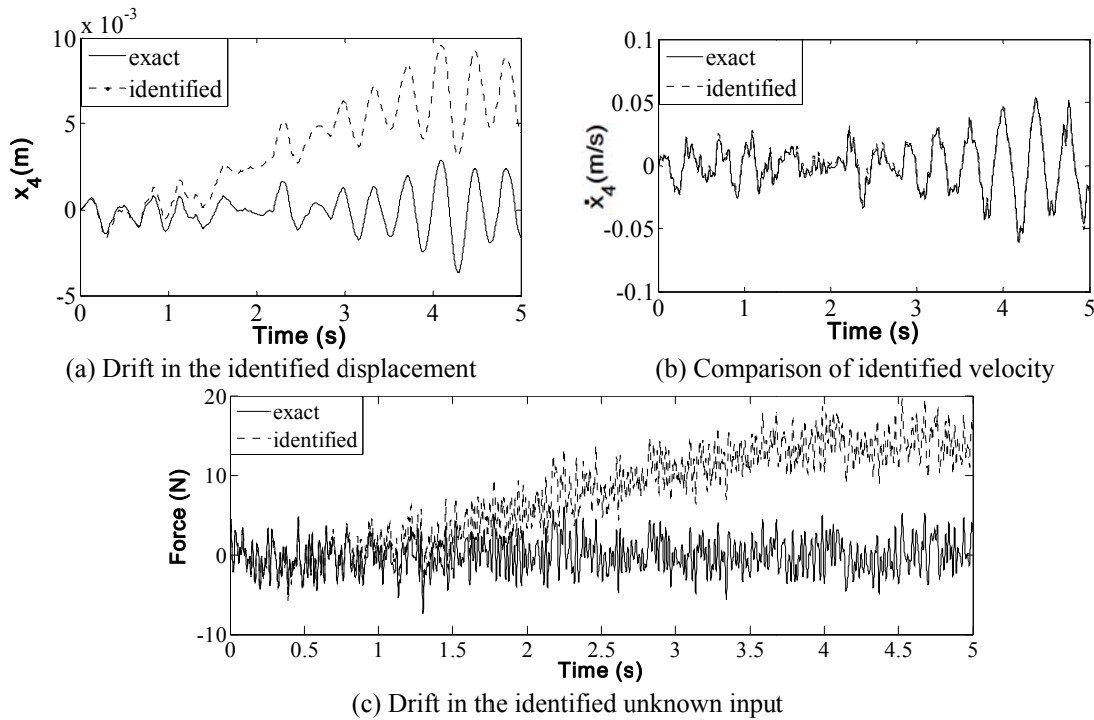 x 10⁻³
10
5
0
-5
exact
identified
x₄(m)
0
1
2
3
4
5
Time (s)
(a) Drift in the identified displacement
0.1
0.05
0
-0.05
-0.1
exact
identified
ẋ₄(m/s)
0
1
2
3
4
5
Time (s)
(b) Comparison of identified velocity
20
10
0
-10
exact
identified
Force (N)
0
0.5
1
1.5
2
2.5
3
3.5
4
4.5
5
Time (s)
(c) Drift in the identified unknown input